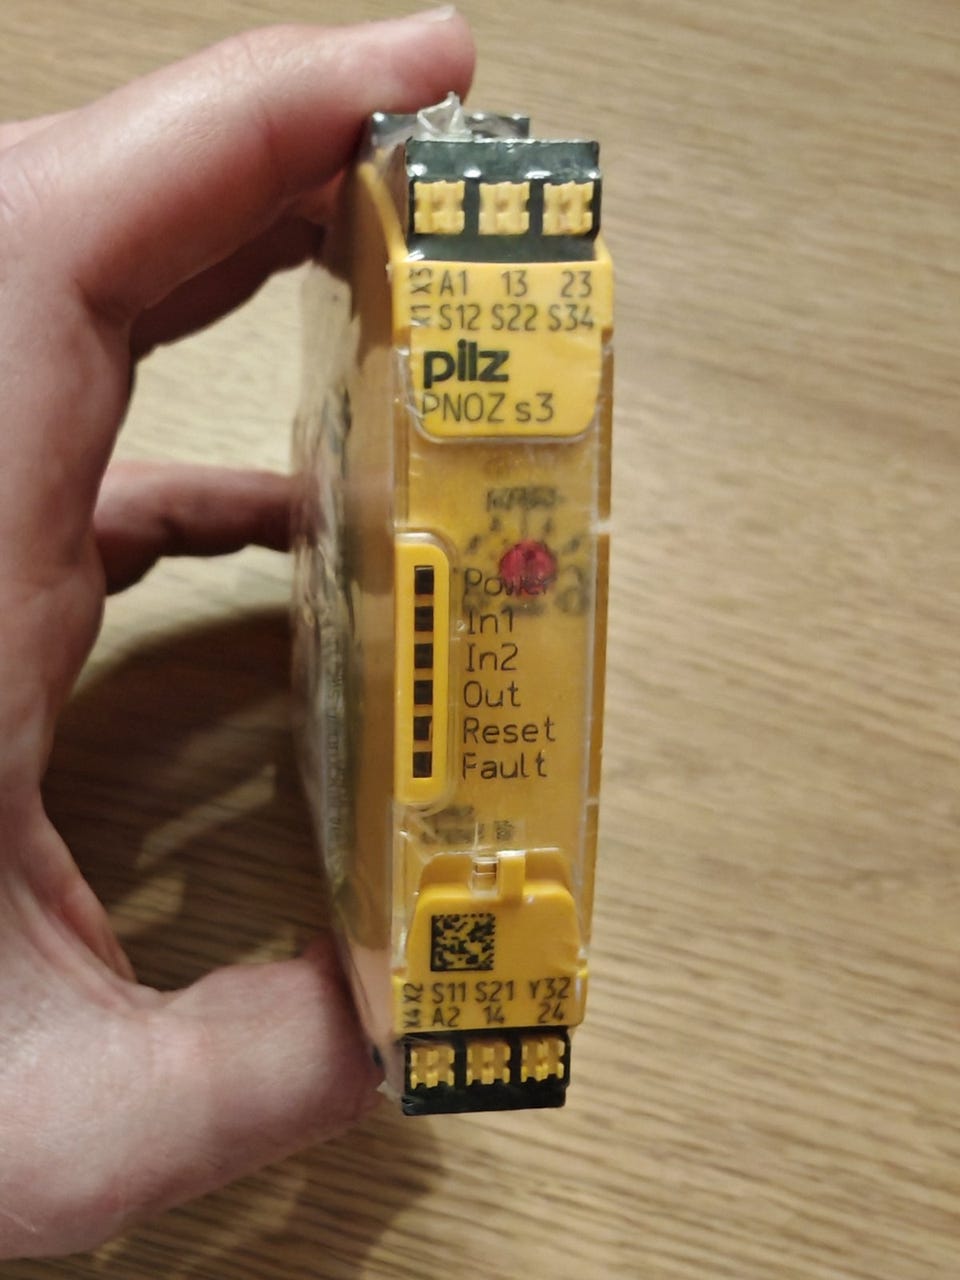 X3 A1 13 23
X1 S12 S22 S34
pilz
PNOZ s3
Power
In1
In2
Out
Reset
Fault
X2 S11 S21 Y32
X4 A2 14 24